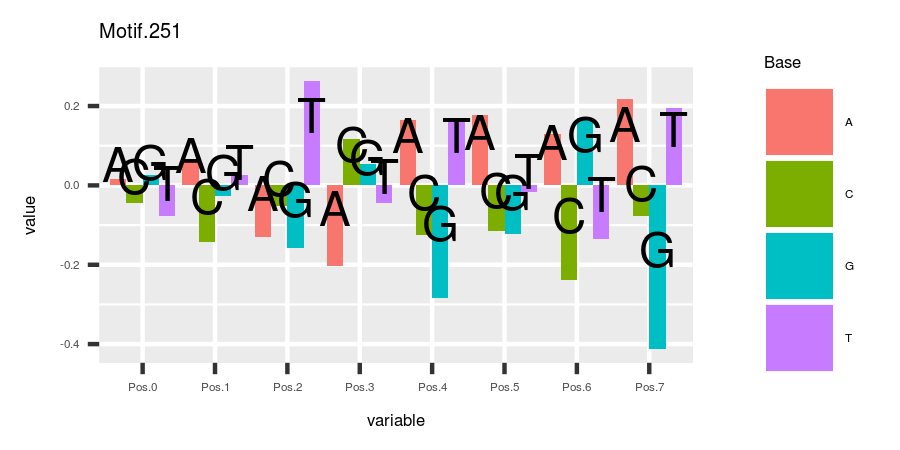 Motif.251
Base
value
0.2
0.0
-0.2
-0.4
A C G T A C G T A C G T A C G T A C G T A C G T A C G T A C G T
Pos.0 Pos.1 Pos.2 Pos.3 Pos.4 Pos.5 Pos.6 Pos.7
variable
A
C
G
T